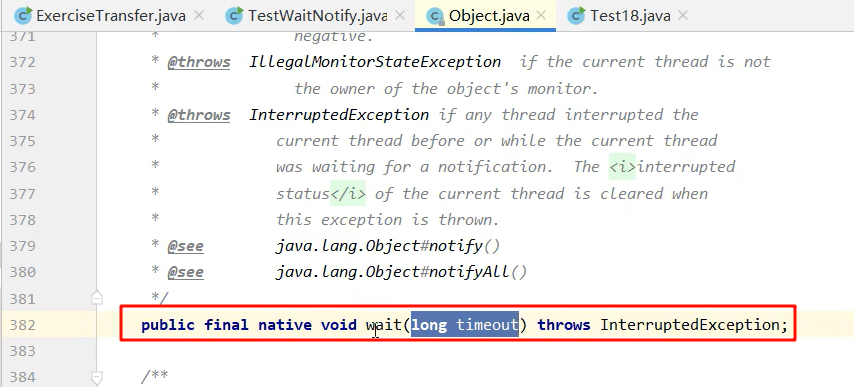 ExerciseTransfer.java × TestWaitNotify.java × Object.java × Test18.java ×
371 * negative.
372 * @throws IllegalMonitorStateException if the current thread is not
373 * the owner of the object's monitor.
374 * @throws InterruptedException if any thread interrupted the
375 * current thread before or while the current thread
376 * was waiting for a notification. The <i>interrupted
377 * status</i> of the current thread is cleared when
378 * this exception is thrown.
379 * @see java.lang.Object#notify()
380 * @see java.lang.Object#notifyAll()
381 */
382 public final native void wait(long timeout) throws InterruptedException;
383
384 /**